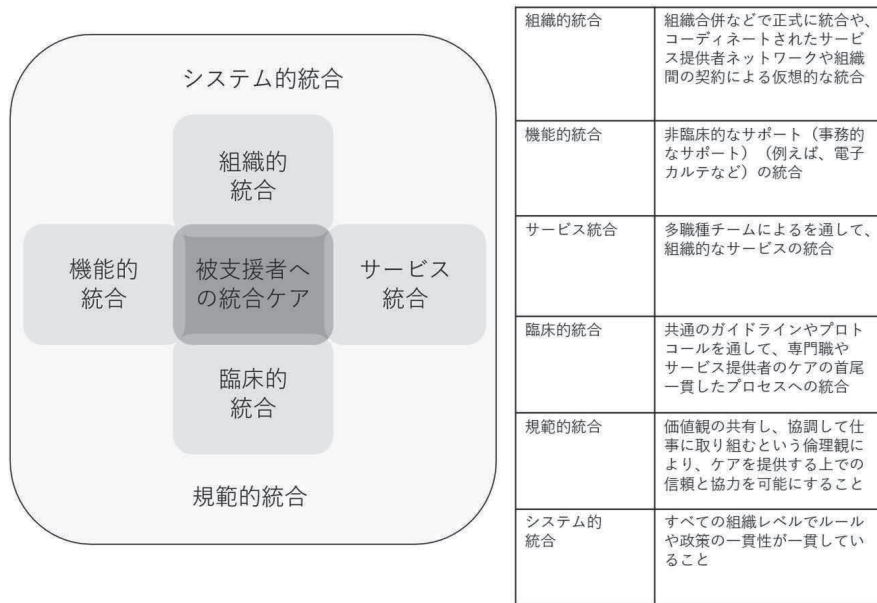 システム的統合
組織的
統合
機能的
統合
被支援者へ
の統合ケア
サービス
統合
臨床的
統合
規範的統合
組織的統合
組織合併などで正式に統合や、
コーディネートされたサービ
ス提供者ネットワークや組織
間の契約による仮想的な統合
機能的統合
非臨床的なサポート（事務的
なサポート）（例えば、電子
カルテなど）の統合
サービス統合
多職種チームによるを通して、
組織的なサービスの統合
臨床的統合
共通のガイドラインやプロト
コールを通して、専門職や
サービス提供者のケアの首尾
一貫したプロセスへの統合
規範的統合
価値観の共有し、協調して仕
事に取り組むという倫理観に
より、ケアを提供する上での
信頼と協力を可能にすること
システム的
統合
すべての組織レベルでルール
や政策の一貫性が一貫してい
ること